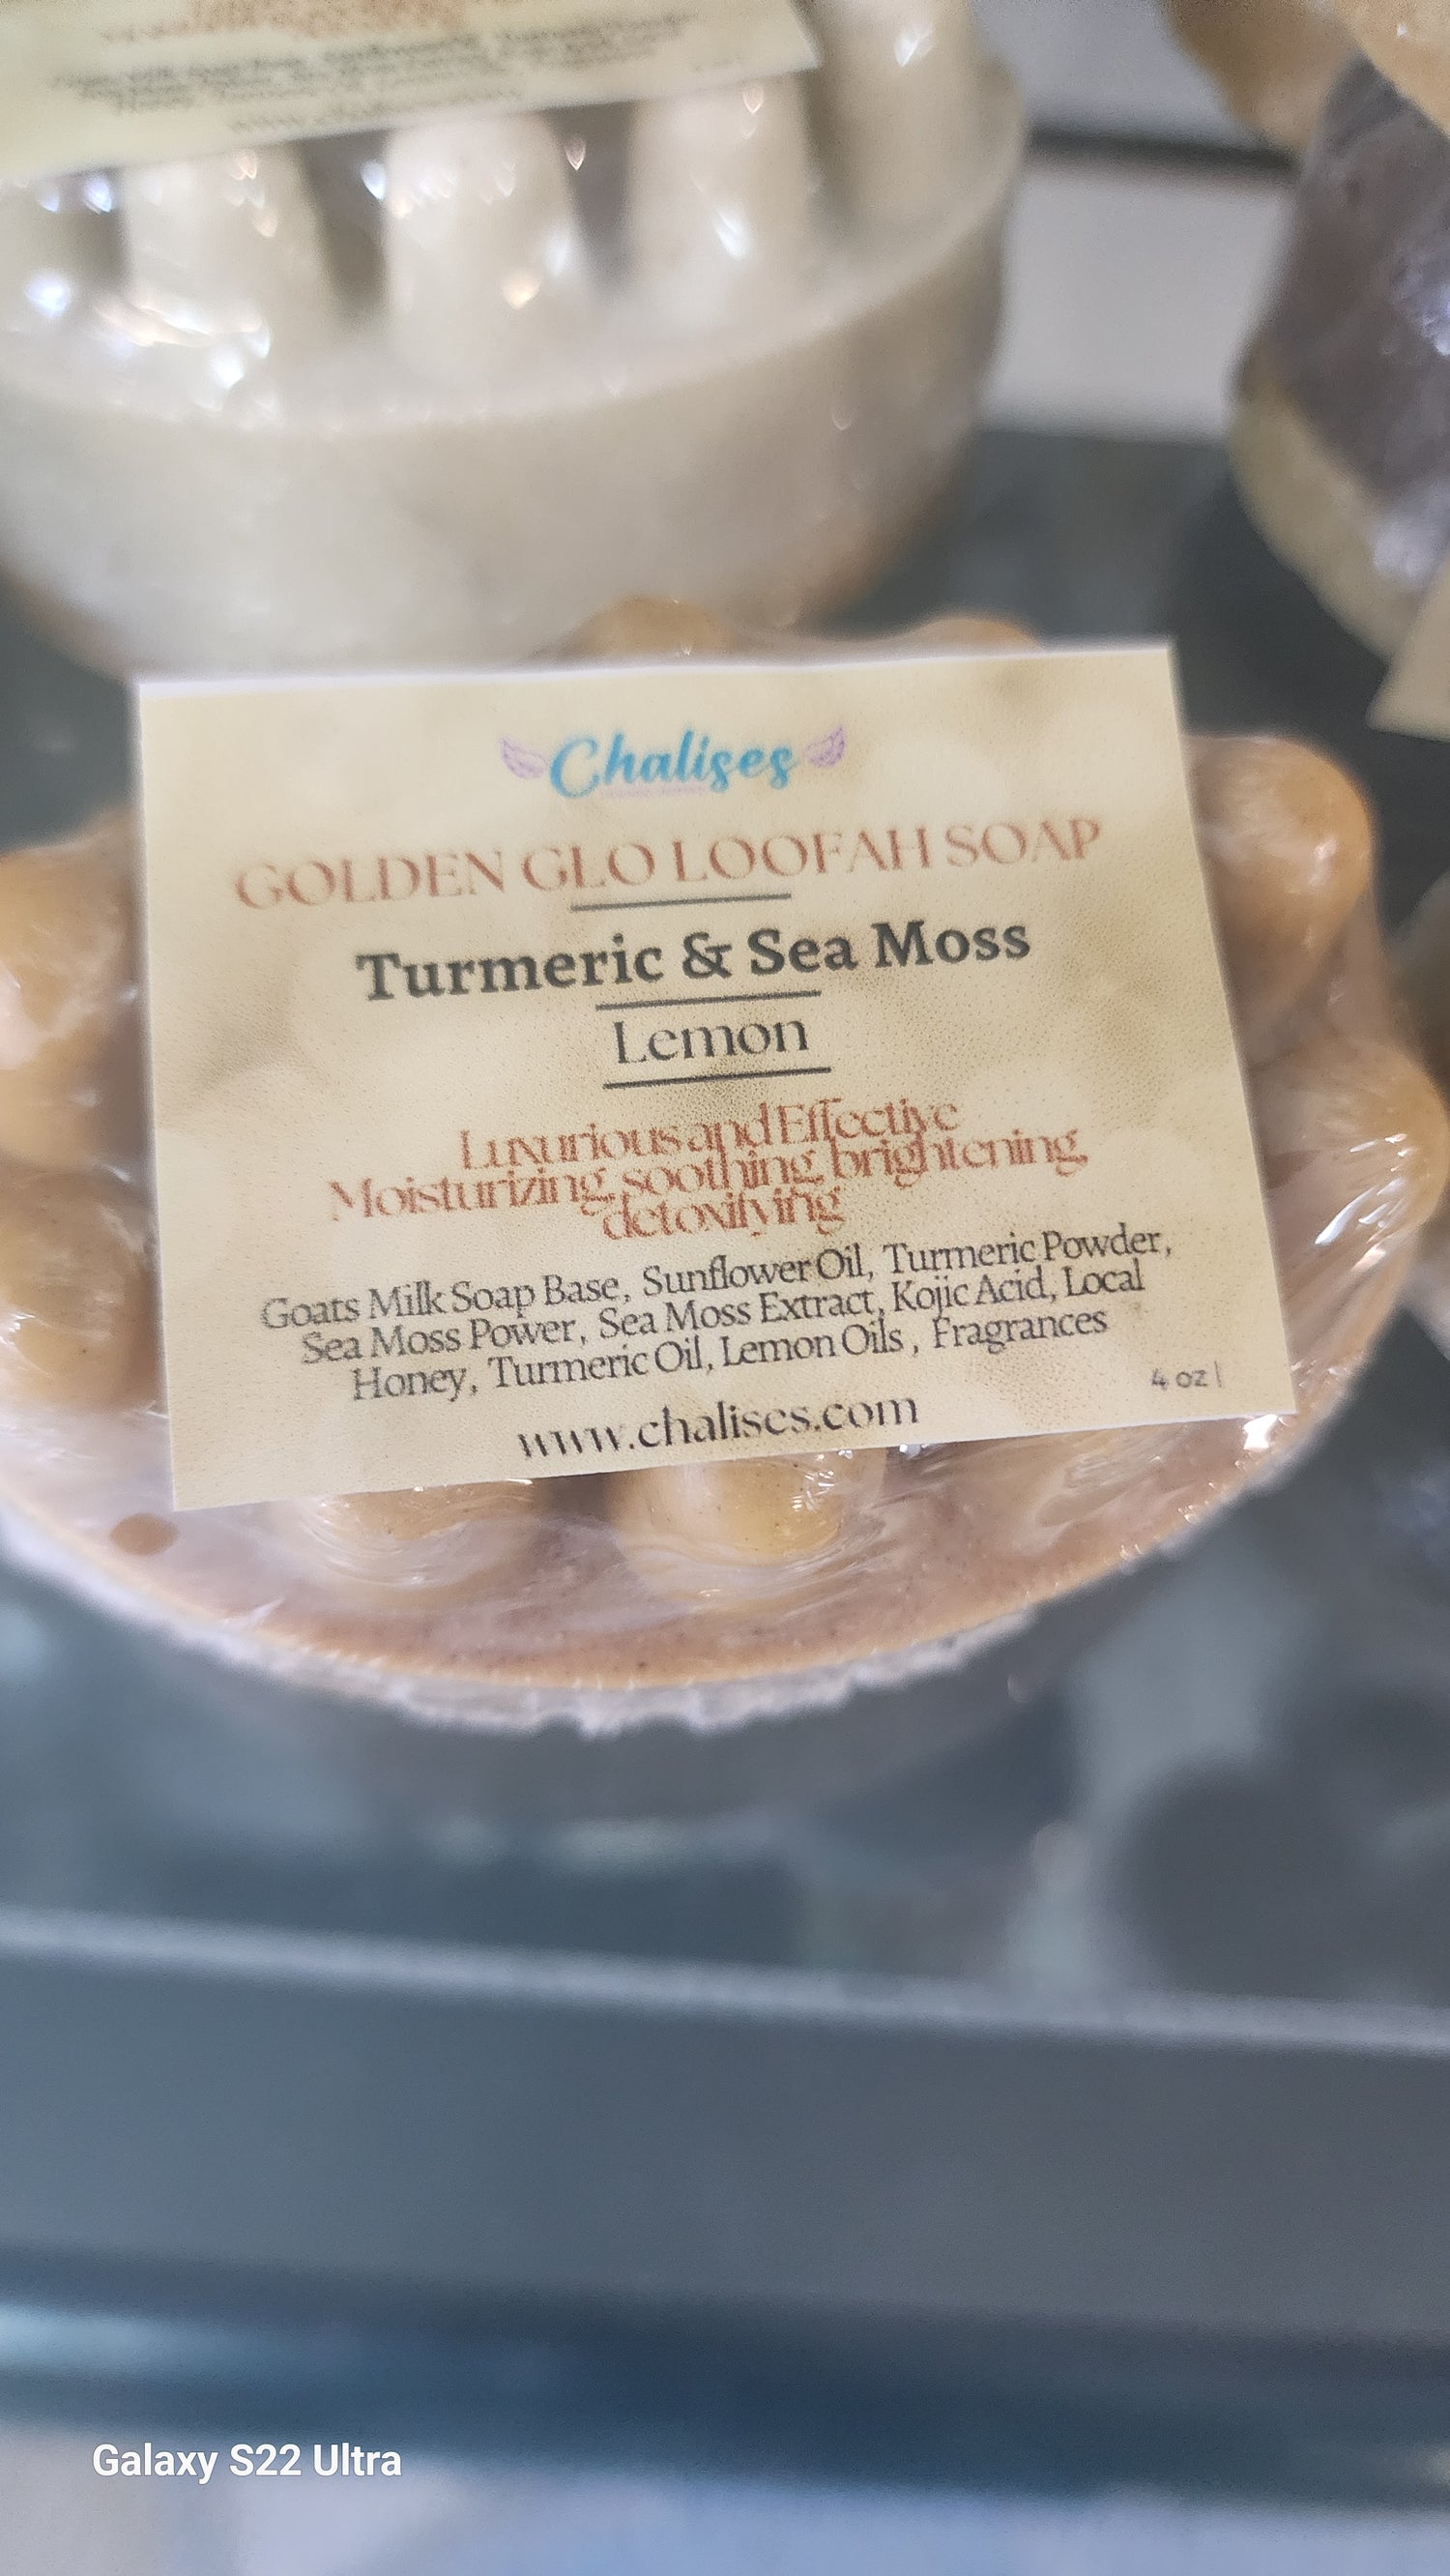 Chalises
GOLDEN GLO LOOFAH SOAP
Turmeric & Sea Moss
Lemon
Luxurious and Effective
Moisturizing, soothing, brightening,
detoxifying
Goats Milk Soap Base, Sunflower Oil, Turmeric Powder,
Sea Moss Power, Sea Moss Extract, Kojic Acid, Local
Honey, Turmeric Oil, Lemon Oils , Fragrances
4 oz
www.chalises.com
Galaxy S22 Ultra